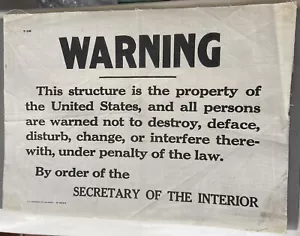 WARNING
This structure is the property of
the United States, and all persons
are warned not to destroy, deface,
disturb, change, or interfere there-
with, under penalty of the law.
By order of the
SECRETARY OF THE INTERIOR